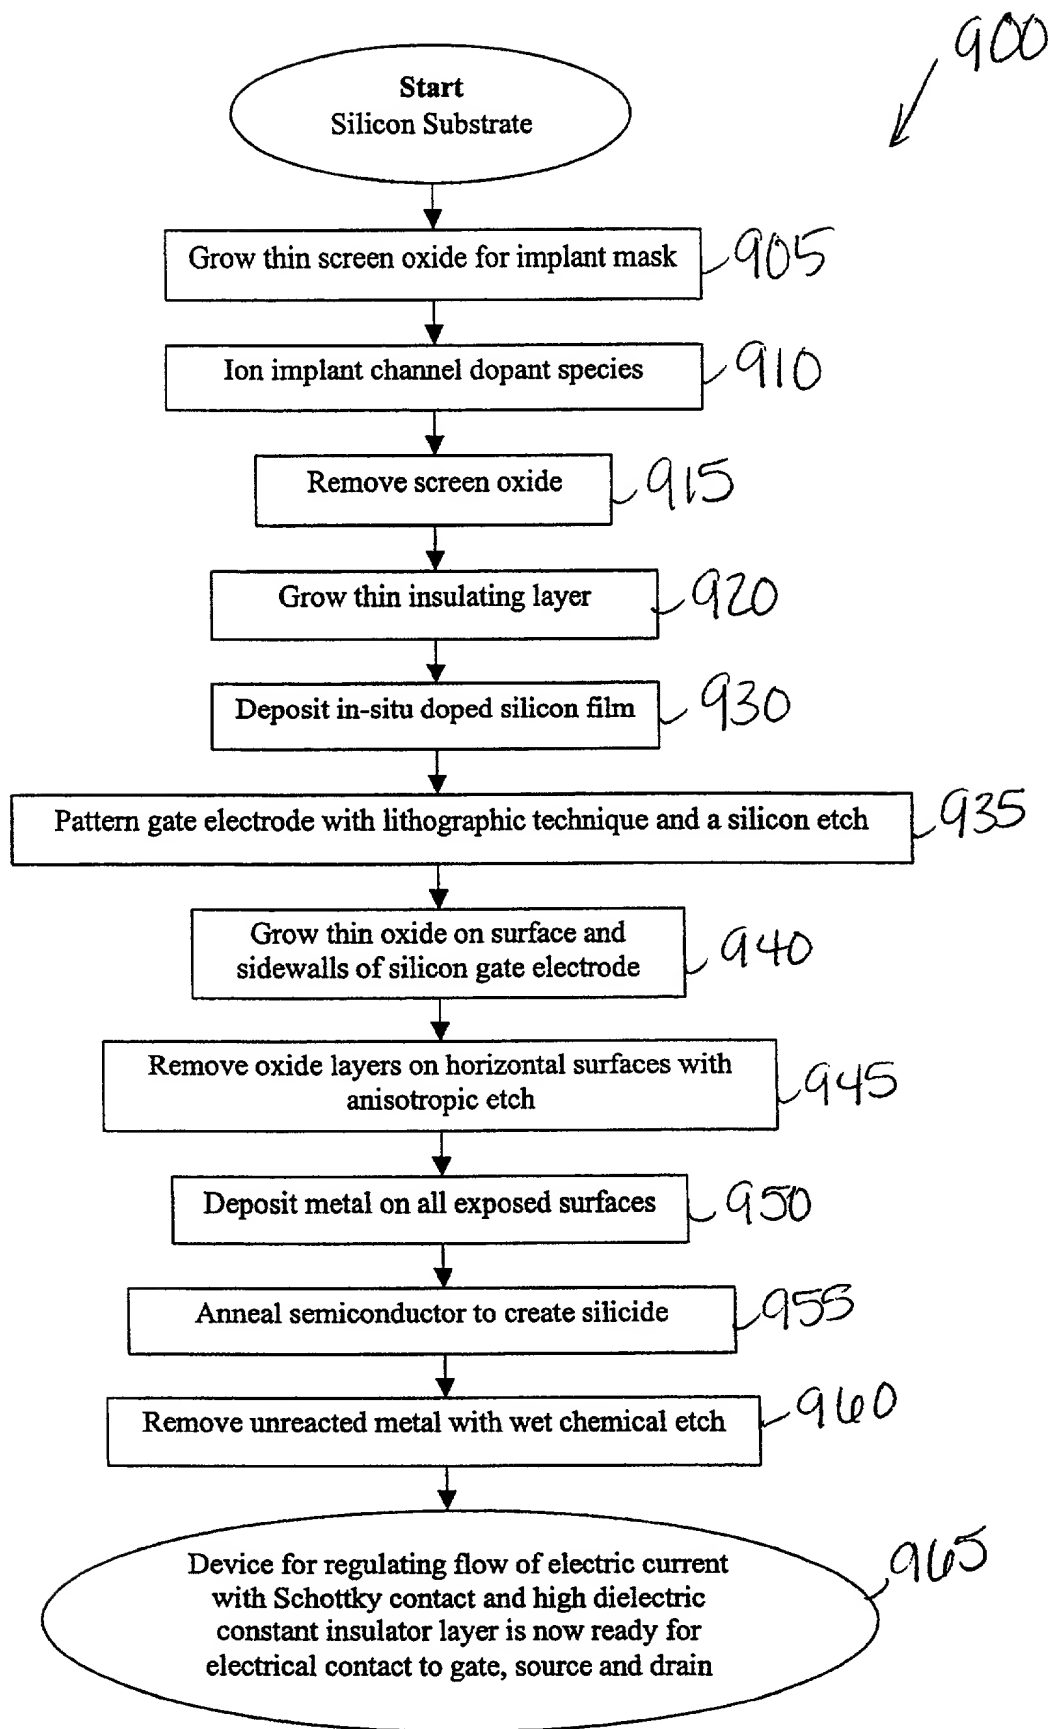 900
Start
Silicon Substrate
Grow thin screen oxide for implant mask
905
Ion implant channel dopant species
910
Remove screen oxide
915
Grow thin insulating layer
920
Deposit in-situ doped silicon film
930
Pattern gate electrode with lithographic technique and a silicon etch
935
Grow thin oxide on surface and
sidewalls of silicon gate electrode
940
Remove oxide layers on horizontal surfaces with
anisotropic etch
945
Deposit metal on all exposed surfaces
950
Anneal semiconductor to create silicide
955
Remove unreacted metal with wet chemical etch
960
Device for regulating flow of electric current
with Schottky contact and high dielectric
constant insulator layer is now ready for
electrical contact to gate, source and drain
965